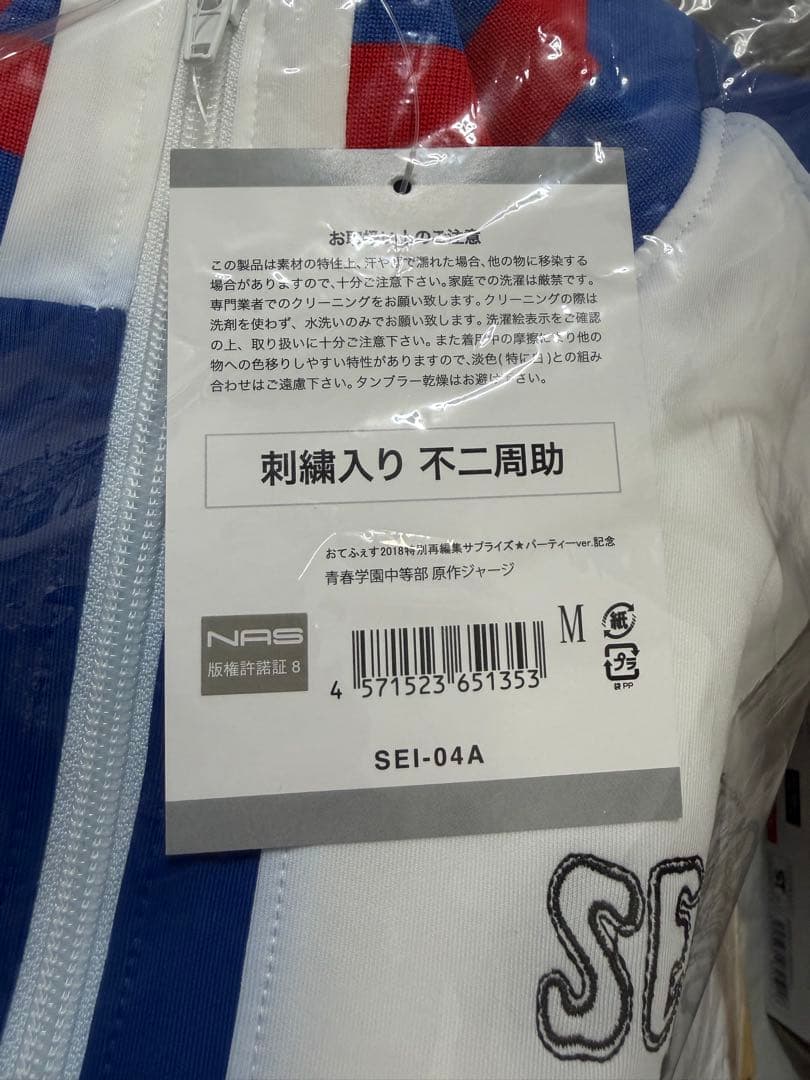 お取扱い上のご注意
この製品は素材の特性上、汗や雨で濡れた場合、他の物に移染する
場合がありますので、十分ご注意下さい。家庭での洗濯は厳禁です。
専門業者でのクリーニングをお願い致します。クリーニングの際は
洗剤を使わず、水洗いのみでお願い致します。洗濯絵表示をご確認
の上、取り扱いに十分ご注意下さい。また着用中の摩擦により他の
物への色移りしやすい特性がありますので、淡色(特に白)との組み
合わせはご遠慮下さい。タンブラー乾燥はお避け下さい。
刺繍入り 不二周助
おてふぇす2018特別再編集サプライズ★パーティーver.記念
青春学園中等部 原作ジャージ
NAS
版権許諾証 8
4 571523 651353
M
紙
プラ
袋PP
SEI-04A
SE